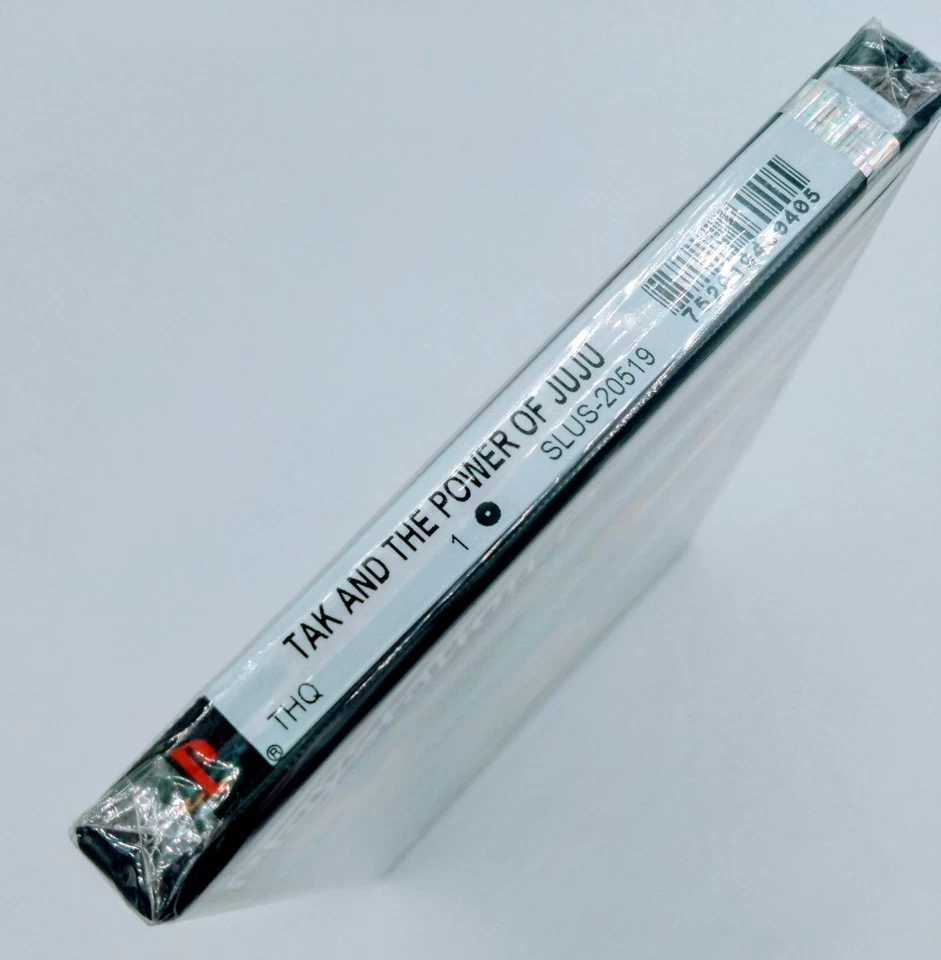 ® THQ
TAK AND THE POWER OF JUJU
1
SLUS-20519